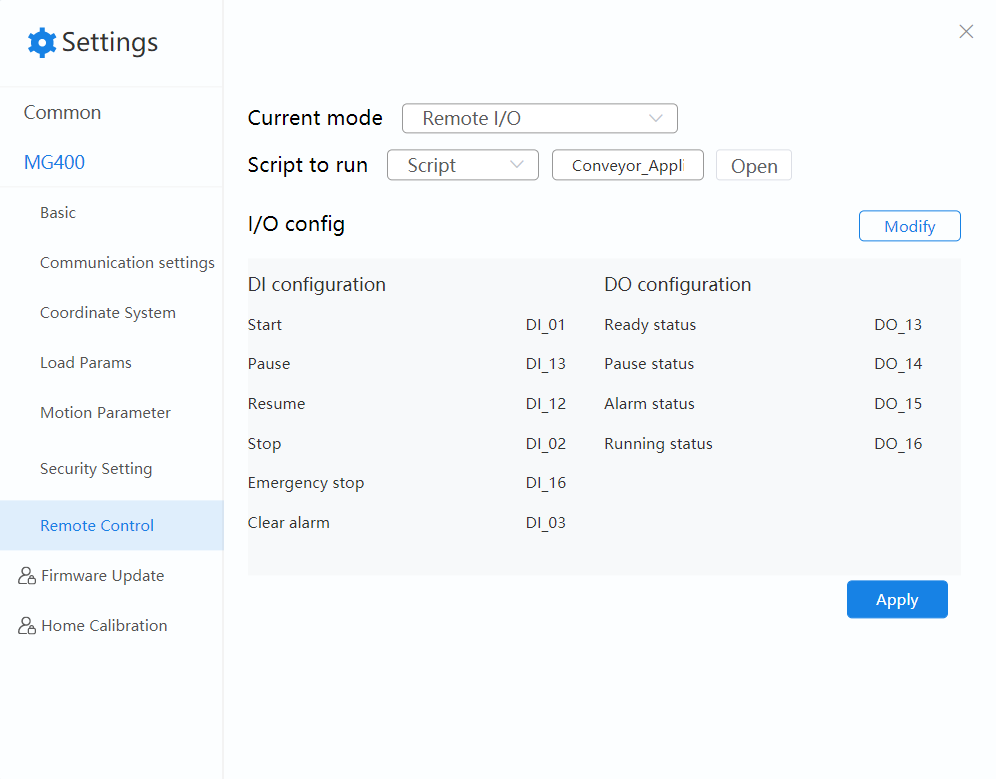 Settings
Common
MG400
Basic
Communication settings
Coordinate System
Load Params
Motion Parameter
Security Setting
Remote Control
Firmware Update
Home Calibration
Current mode Remote I/O
Script to run Script Conveyor_Appli Open
I/O config Modify
DI configuration DO configuration
Start DI_01 Ready status DO_13
Pause DI_13 Pause status DO_14
Resume DI_12 Alarm status DO_15
Stop DI_02 Running status DO_16
Emergency stop DI_16
Clear alarm DI_03
Apply